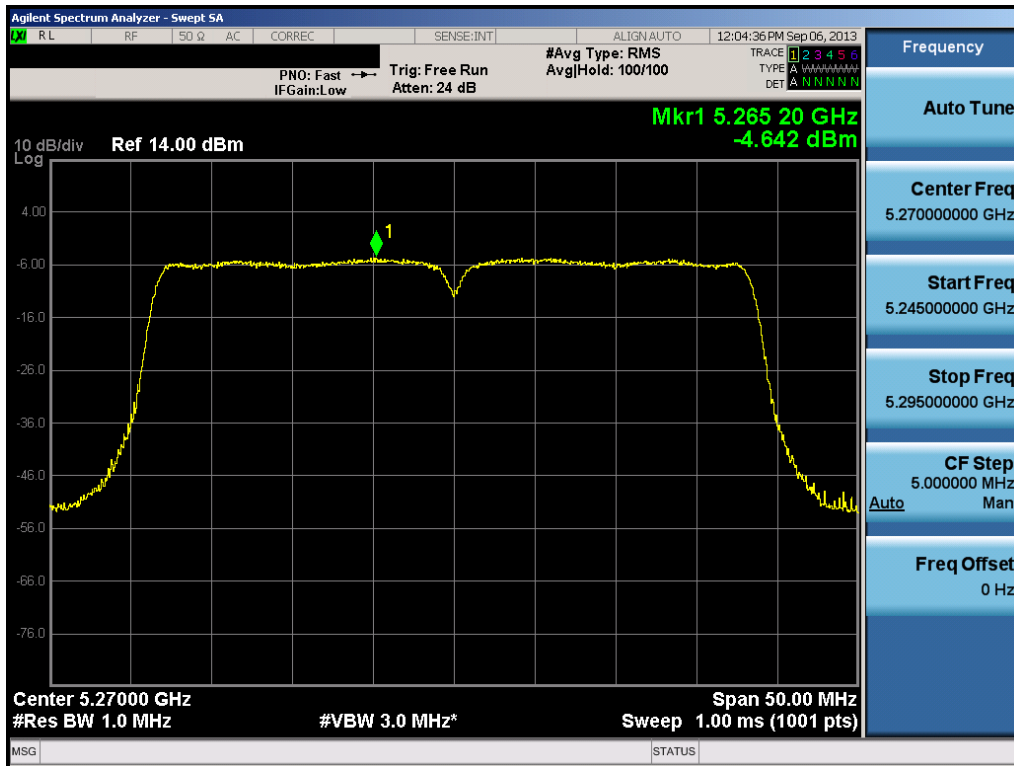 Agilent Spectrum Analyzer - Swept SA
LXI RL RF 50 Ω AC CORREC SENSE:INT ALIGN AUTO 12:04:36 PM Sep 06, 2013
PNO: Fast
IFGain:Low
Trig: Free Run
Atten: 24 dB
#Avg Type: RMS
Avg|Hold: 100/100
TRACE 1 2 3 4 5 6
TYPE A WWWWW
DET A N N N N N
Mkr1 5.265 20 GHz
-4.642 dBm
10 dB/div Ref 14.00 dBm
Log
1
4.00
-6.00
-16.0
-26.0
-36.0
-46.0
-56.0
-66.0
-76.0
Center 5.27000 GHz Span 50.00 MHz
#Res BW 1.0 MHz #VBW 3.0 MHz* Sweep 1.00 ms (1001 pts)
MSG STATUS
Frequency
Auto Tune
Center Freq
5.270000000 GHz
Start Freq
5.245000000 GHz
Stop Freq
5.295000000 GHz
CF Step
5.000000 MHz
Auto Man
Freq Offset
0 Hz